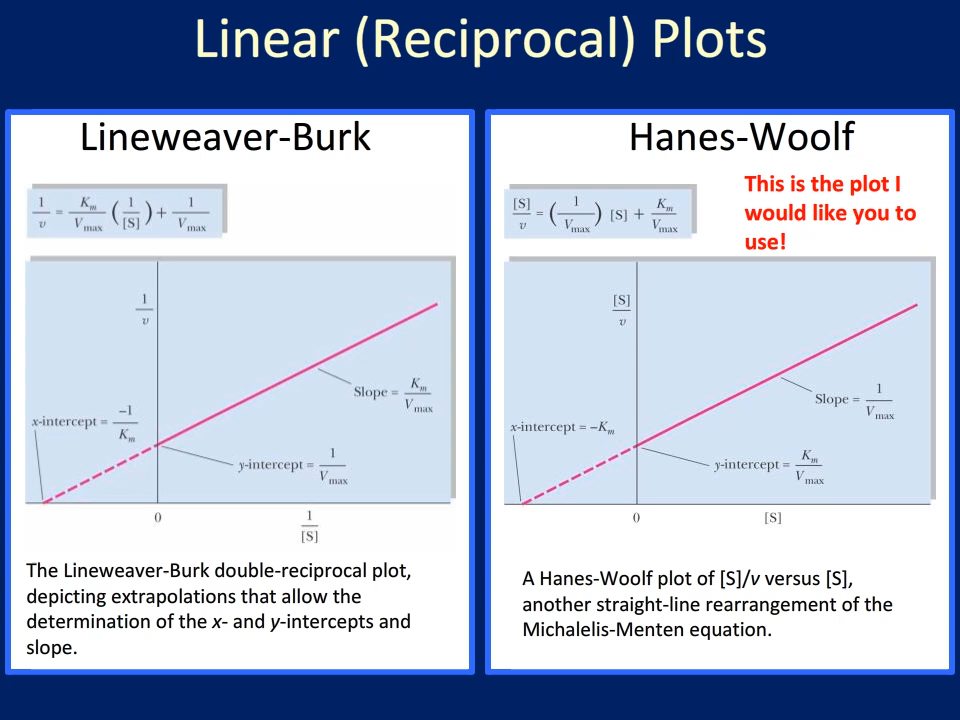 Linear (Reciprocal) Plots
Lineweaver-Burk
1/v = Km/Vmax (1/[S]) + 1/Vmax
1/v
Slope = Km/Vmax
x-intercept = –1/Km
y-intercept = 1/Vmax
0
1/[S]
The Lineweaver-Burk double-reciprocal plot,
depicting extrapolations that allow the
determination of the x- and y-intercepts and
slope.
Hanes-Woolf
This is the plot I
would like you to
use!
[S]/v = (1/Vmax) [S] + Km/Vmax
[S]/v
Slope = 1/Vmax
x-intercept = –Km
y-intercept = Km/Vmax
0
[S]
A Hanes-Woolf plot of [S]/v versus [S],
another straight-line rearrangement of the
Michalelis-Menten equation.